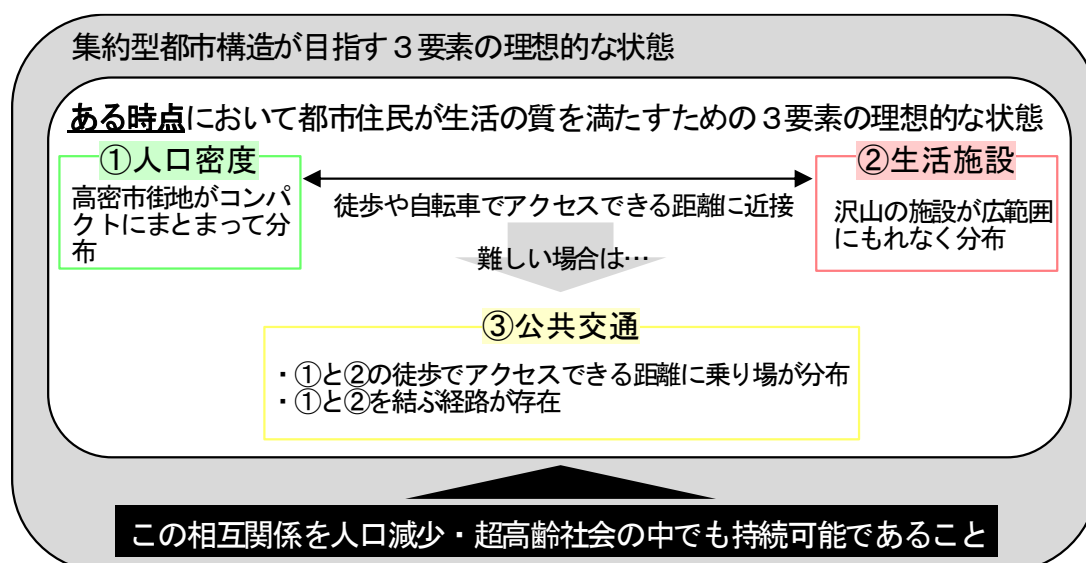 集約型都市構造が目指す３要素の理想的な状態
ある時点において都市住民が生活の質を満たすための３要素の理想的な状態
①人口密度
高密市街地がコンパ
クトにまとまって分
布
徒歩や自転車でアクセスできる距離に近接
②生活施設
沢山の施設が広範囲
にもれなく分布
難しい場合は…
③公共交通
・①と②の徒歩でアクセスできる距離に乗り場が分布
・①と②を結ぶ経路が存在
この相互関係を人口減少・超高齢社会の中でも持続可能であること